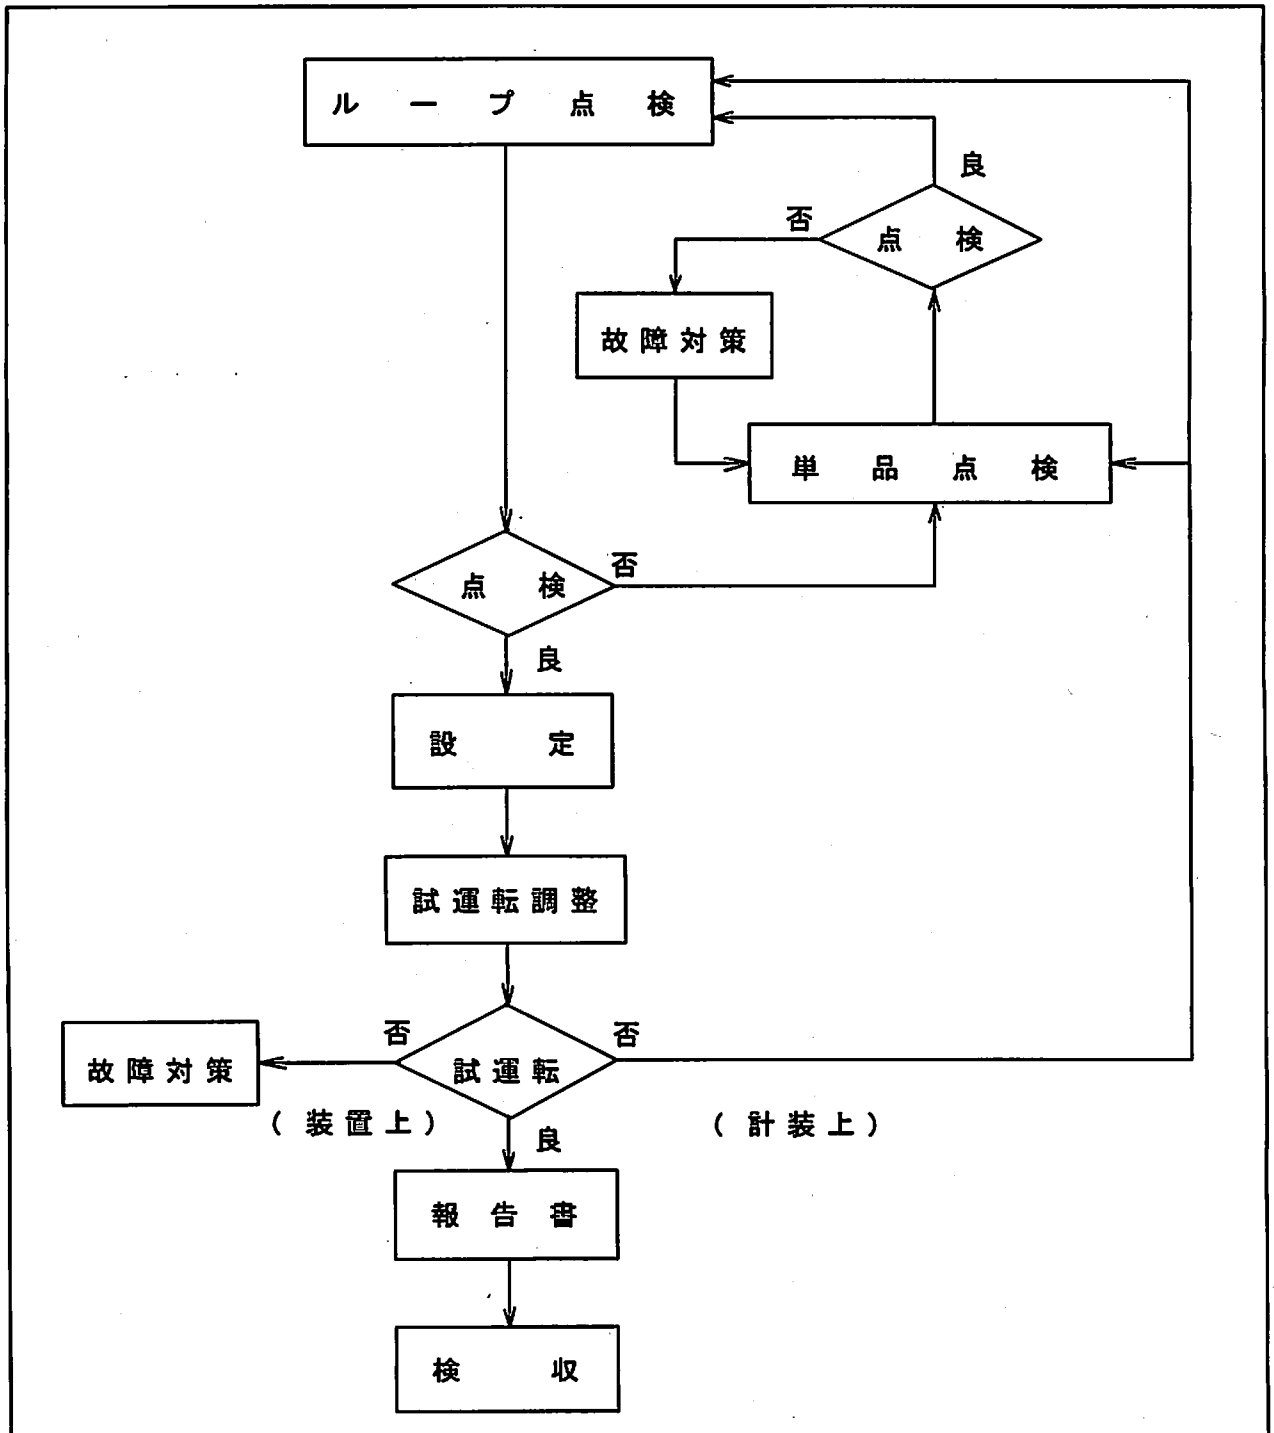 ループ点検
良
否
点検
故障対策
単品点検
否
点検
良
設定
試運転調整
否
否
故障対策
試運転
(装置上)
(計装上)
良
報告書
検収